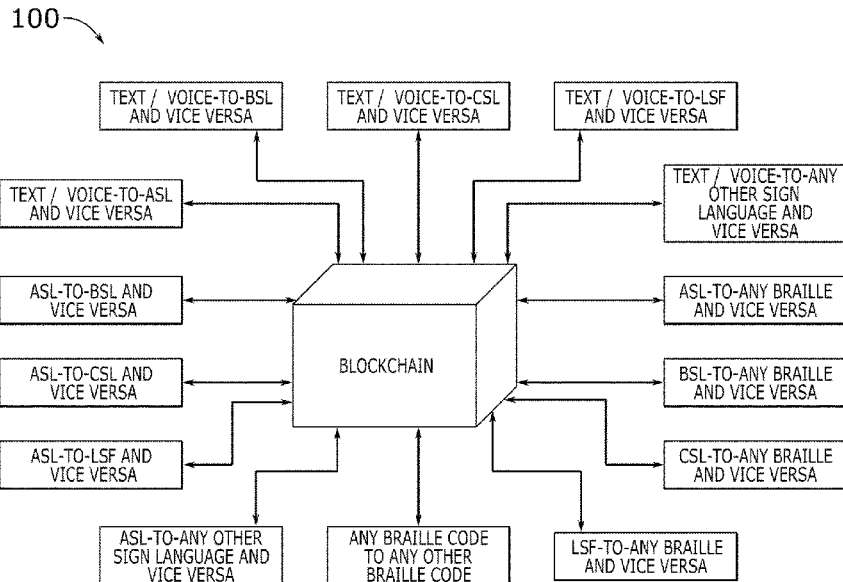 100
TEXT / VOICE-TO-BSL
AND VICE VERSA
TEXT / VOICE-TO-CSL
AND VICE VERSA
TEXT / VOICE-TO-LSF
AND VICE VERSA
TEXT / VOICE-TO-ASL
AND VICE VERSA
TEXT / VOICE-TO-ANY
OTHER SIGN
LANGUAGE AND
VICE VERSA
ASL-TO-BSL AND
VICE VERSA
ASL-TO-ANY BRAILLE
AND VICE VERSA
BLOCKCHAIN
ASL-TO-CSL AND
VICE VERSA
BSL-TO-ANY BRAILLE
AND VICE VERSA
ASL-TO-LSF AND
VICE VERSA
CSL-TO-ANY BRAILLE
AND VICE VERSA
ASL-TO-ANY OTHER
SIGN LANGUAGE AND
VICE VERSA
ANY BRAILLE CODE
TO ANY OTHER
BRAILLE CODE
LSF-TO-ANY BRAILLE
AND VICE VERSA